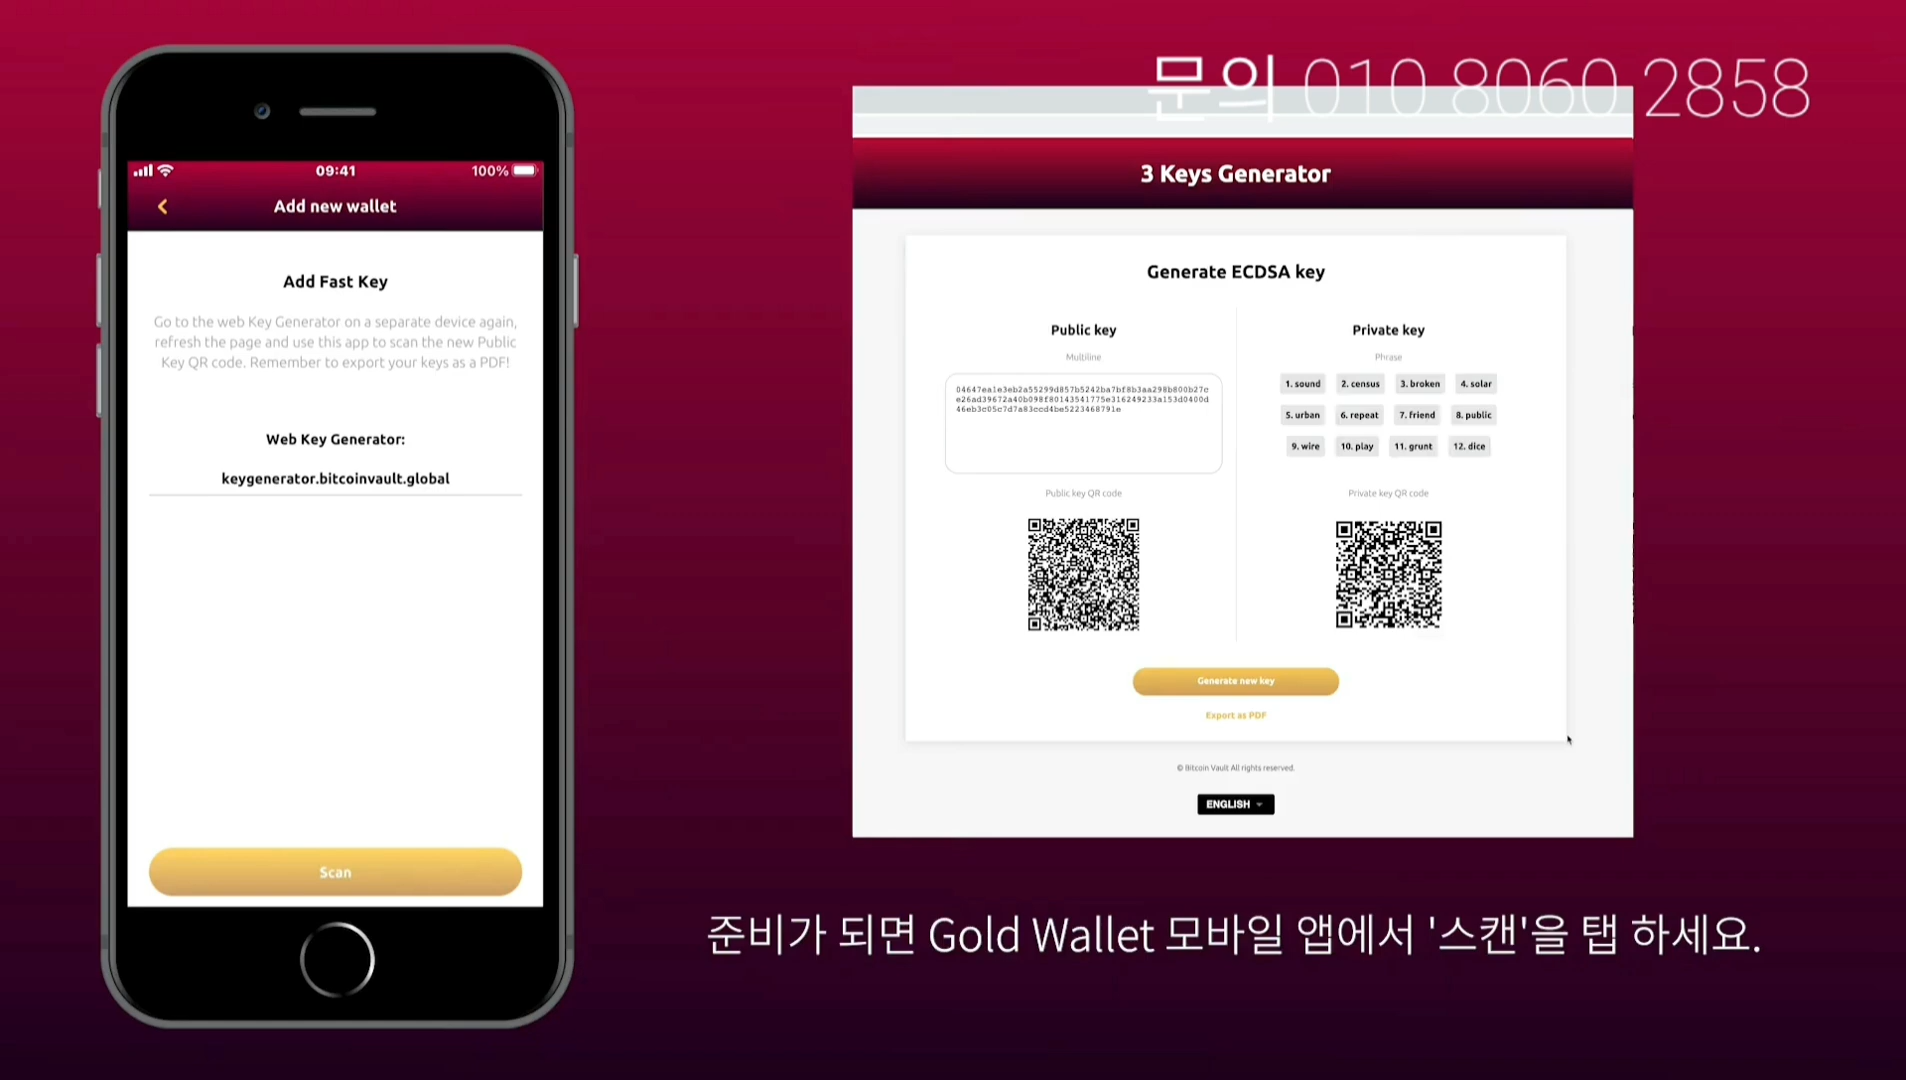 문의 010 8060 2858
09:41
100%
Add new wallet
Add Fast Key
Go to the web Key Generator on a separate device again,
refresh the page and use this app to scan the new Public
Key QR code. Remember to export your keys as a PDF!
Web Key Generator:
keygenerator.bitcoinvault.global
Scan
3 Keys Generator
Generate ECDSA key
Public key
Multiline
Private key
Phrase
1. sound 2. census 3. broken 4. solar
5. urban 6. repeat 7. friend 8. public
9. wire 10. play 11. grunt 12. dice
Public key QR code
Private key QR code
Generate new key
Export as PDF
© Bitcoin Vault All rights reserved.
ENGLISH
준비가 되면 Gold Wallet 모바일 앱에서 '스캔'을 탭 하세요.